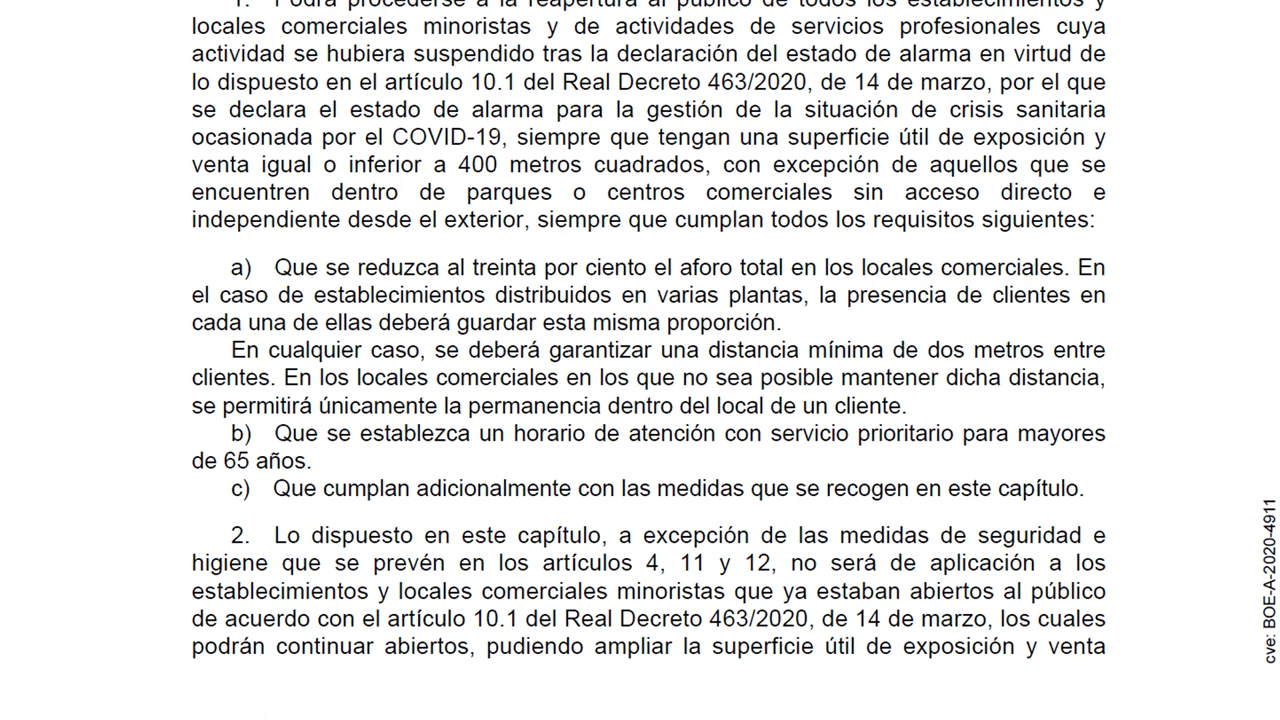 1. Podrá procederse a la reapertura al público de todos los establecimientos y
locales comerciales minoristas y de actividades de servicios profesionales cuya
actividad se hubiera suspendido tras la declaración del estado de alarma en virtud de
lo dispuesto en el artículo 10.1 del Real Decreto 463/2020, de 14 de marzo, por el que
se declara el estado de alarma para la gestión de la situación de crisis sanitaria
ocasionada por el COVID-19, siempre que tengan una superficie útil de exposición y
venta igual o inferior a 400 metros cuadrados, con excepción de aquellos que se
encuentren dentro de parques o centros comerciales sin acceso directo e
independiente desde el exterior, siempre que cumplan todos los requisitos siguientes:
a) Que se reduzca al treinta por ciento el aforo total en los locales comerciales. En
el caso de establecimientos distribuidos en varias plantas, la presencia de clientes en
cada una de ellas deberá guardar esta misma proporción.
En cualquier caso, se deberá garantizar una distancia mínima de dos metros entre
clientes. En los locales comerciales en los que no sea posible mantener dicha distancia,
se permitirá únicamente la permanencia dentro del local de un cliente.
b) Que se establezca un horario de atención con servicio prioritario para mayores
de 65 años.
c) Que cumplan adicionalmente con las medidas que se recogen en este capítulo.
2. Lo dispuesto en este capítulo, a excepción de las medidas de seguridad e
higiene que se prevén en los artículos 4, 11 y 12, no será de aplicación a los
establecimientos y locales comerciales minoristas que ya estaban abiertos al público
de acuerdo con el artículo 10.1 del Real Decreto 463/2020, de 14 de marzo, los cuales
podrán continuar abiertos, pudiendo ampliar la superficie útil de exposición y venta
cve: BOE-A-2020-4911